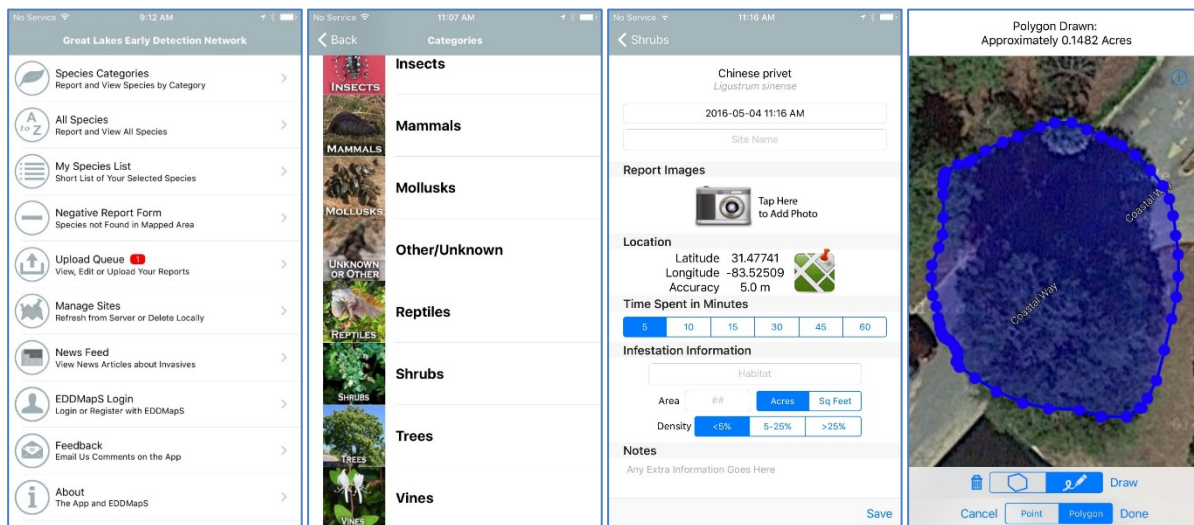 No Service 9:12 AM
Great Lakes Early Detection Network
Species Categories
Report and View Species by Category
A to Z
All Species
Report and View All Species
My Species List
Short List of Your Selected Species
Negative Report Form
Species not Found in Mapped Area
Upload Queue 1
View, Edit or Upload Your Reports
Manage Sites
Refresh from Server or Delete Locally
News Feed
View News Articles about Invasives
EDDMapS Login
Login or Register with EDDMapS
Feedback
Email Us Comments on the App
i
About
The App and EDDMapS
No Service 11:07 AM
Back Categories
INSECTS Insects
MAMMALS Mammals
MOLLUSKS Mollusks
UNKNOWN OR OTHER Other/Unknown
REPTILES Reptiles
SHRUBS Shrubs
TREES Trees
VINES Vines
No Service 11:16 AM
Shrubs
Chinese privet
Ligustrum sinense
2016-05-04 11:16 AM
Site Name
Report Images
Tap Here
to Add Photo
Location
Latitude 31.47741
Longitude -83.52509
Accuracy 5.0 m
Time Spent in Minutes
5 10 15 30 45 60
Infestation Information
Habitat
Area ## Acres Sq Feet
Density <5% 5-25% >25%
Notes
Any Extra Information Goes Here
Save
Polygon Drawn:
Approximately 0.1482 Acres
Coastal Way
Coastal Way
Draw
Cancel Point Polygon Done